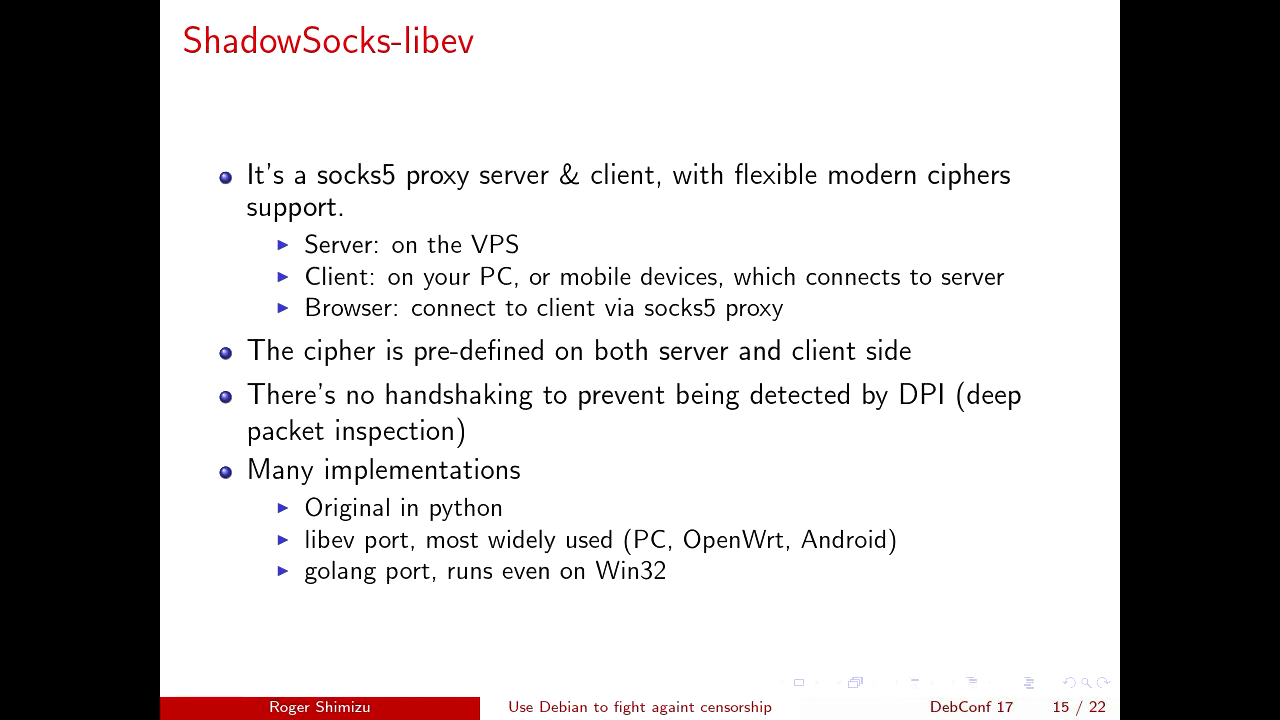 ShadowSocks-libev
It's a socks5 proxy server & client, with flexible modern ciphers
support.
Server: on the VPS
Client: on your PC, or mobile devices, which connects to server
Browser: connect to client via socks5 proxy
The cipher is pre-defined on both server and client side
There's no handshaking to prevent being detected by DPI (deep
packet inspection)
Many implementations
Original in python
libev port, most widely used (PC, OpenWrt, Android)
golang port, runs even on Win32
Roger Shimizu Use Debian to fight againt censorship DebConf 17 15 / 22